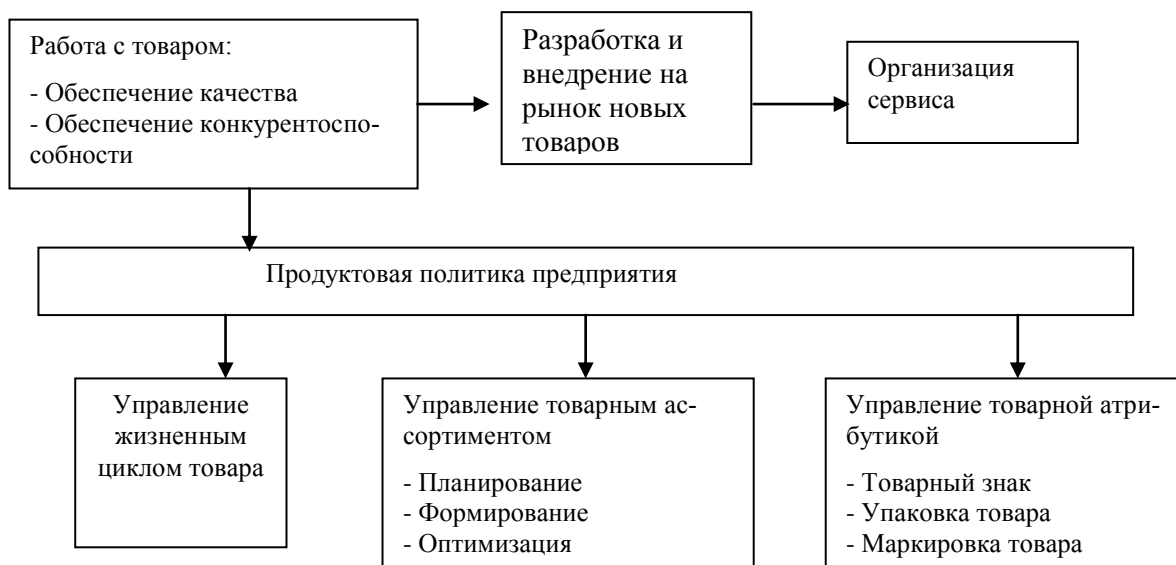 Работа с товаром:
- Обеспечение качества
- Обеспечение конкурентоспо-
собности
Разработка и
внедрение на
рынок новых
товаров
Организация
сервиса
Продуктовая политика предприятия
Управление
жизненным
циклом товара
Управление товарным ас-
сортиментом
- Планирование
- Формирование
- Оптимизация
Управление товарной атри-
бутикой
- Товарный знак
- Упаковка товара
- Маркировка товара